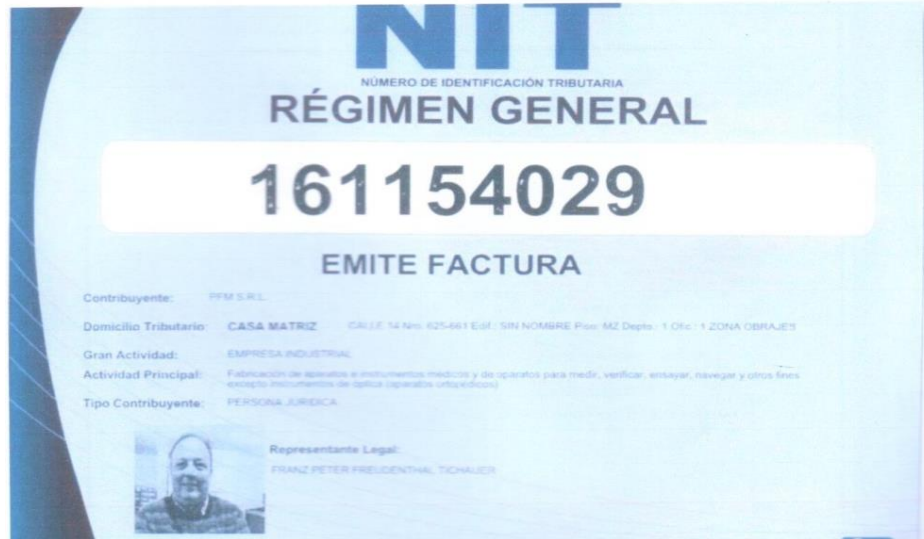 NIT
NÚMERO DE IDENTIFICACIÓN TRIBUTARIA
RÉGIMEN GENERAL
161154029
EMITE FACTURA
Contribuyente: PFM S.R.L.
Domicilio Tributario: CASA MATRIZ CALLE 14 Nro. 625-661 Edif.: SIN NOMBRE Piso: MZ Depto.: 1 Ofic.: 1 ZONA OBRAJES
Gran Actividad: EMPRESA INDUSTRIAL
Actividad Principal: Fabricación de aparatos e instrumentos medicos y de aparatos para medir, verificar, ensayar, navegar y otros fines
excepto instrumentos de óptica (aparatos ortopédicos)
Tipo Contribuyente: PERSONA JURIDICA
Representante Legal:
FRANZ PETER FREUDENTHAL TICHAUER